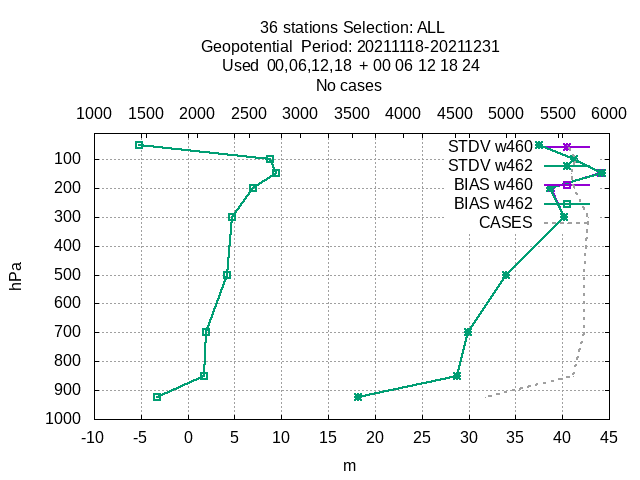 36 stations Selection: ALL
Geopotential Period: 20211118-20211231
Used 00,06,12,18 + 00 06 12 18 24
No cases
1000 1500 2000 2500 3000 3500 4000 4500 5000 5500 6000
STDV w460
STDV w462
BIAS w460
BIAS w462
CASES
hPa
100
200
300
400
500
600
700
800
900
1000
-10 -5 0 5 10 15 20 25 30 35 40 45
m